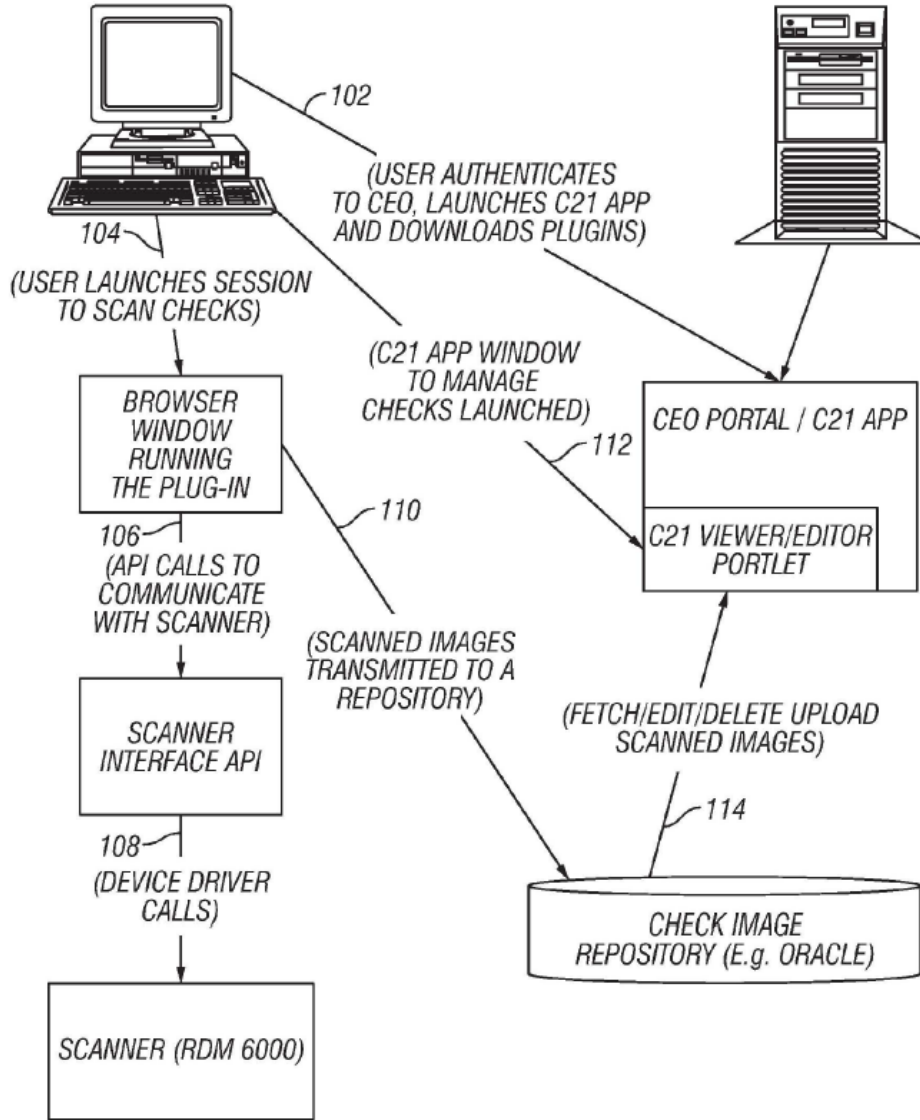 102
(USER AUTHENTICATES
TO CEO, LAUNCHES C21 APP
AND DOWNLOADS PLUGINS)
104
(USER LAUNCHES SESSION
TO SCAN CHECKS)
(C21 APP WINDOW
TO MANAGE
CHECKS LAUNCHED)
112
BROWSER
WINDOW
RUNNING
THE PLUG-IN
CEO PORTAL / C21 APP
C21 VIEWER/EDITOR
PORTLET
110
106
(API CALLS TO
COMMUNICATE
WITH SCANNER)
(SCANNED IMAGES
TRANSMITTED TO A
REPOSITORY)
(FETCH/EDIT/DELETE UPLOAD
SCANNED IMAGES)
SCANNER
INTERFACE API
114
108
(DEVICE DRIVER
CALLS)
CHECK IMAGE
REPOSITORY (E.g. ORACLE)
SCANNER (RDM 6000)